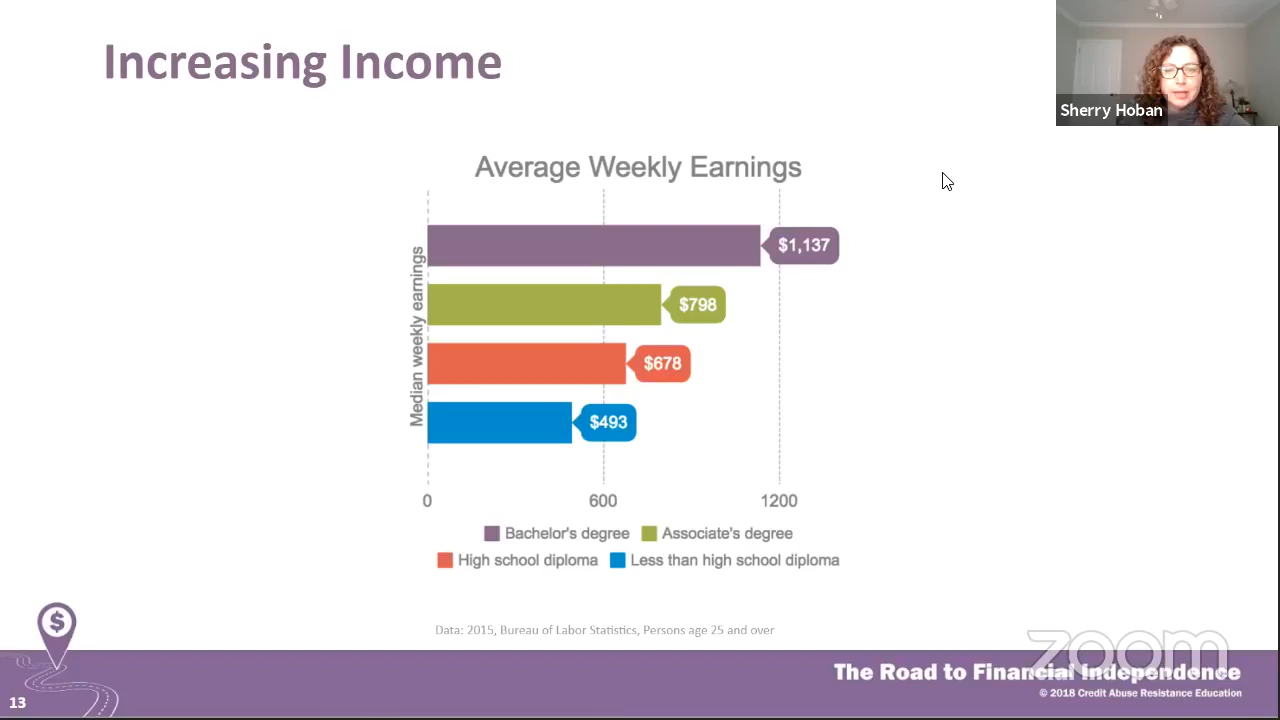 Increasing Income
Sherry Hoban
Average Weekly Earnings
Median weekly earnings
$1,137
$798
$678
$493
0 600 1200
Bachelor's degree Associate's degree
High school diploma Less than high school diploma
Data: 2015, Bureau of Labor Statistics, Persons age 25 and over
$
zoom
The Road to Financial Independence
© 2018 Credit Abuse Resistance Education
13